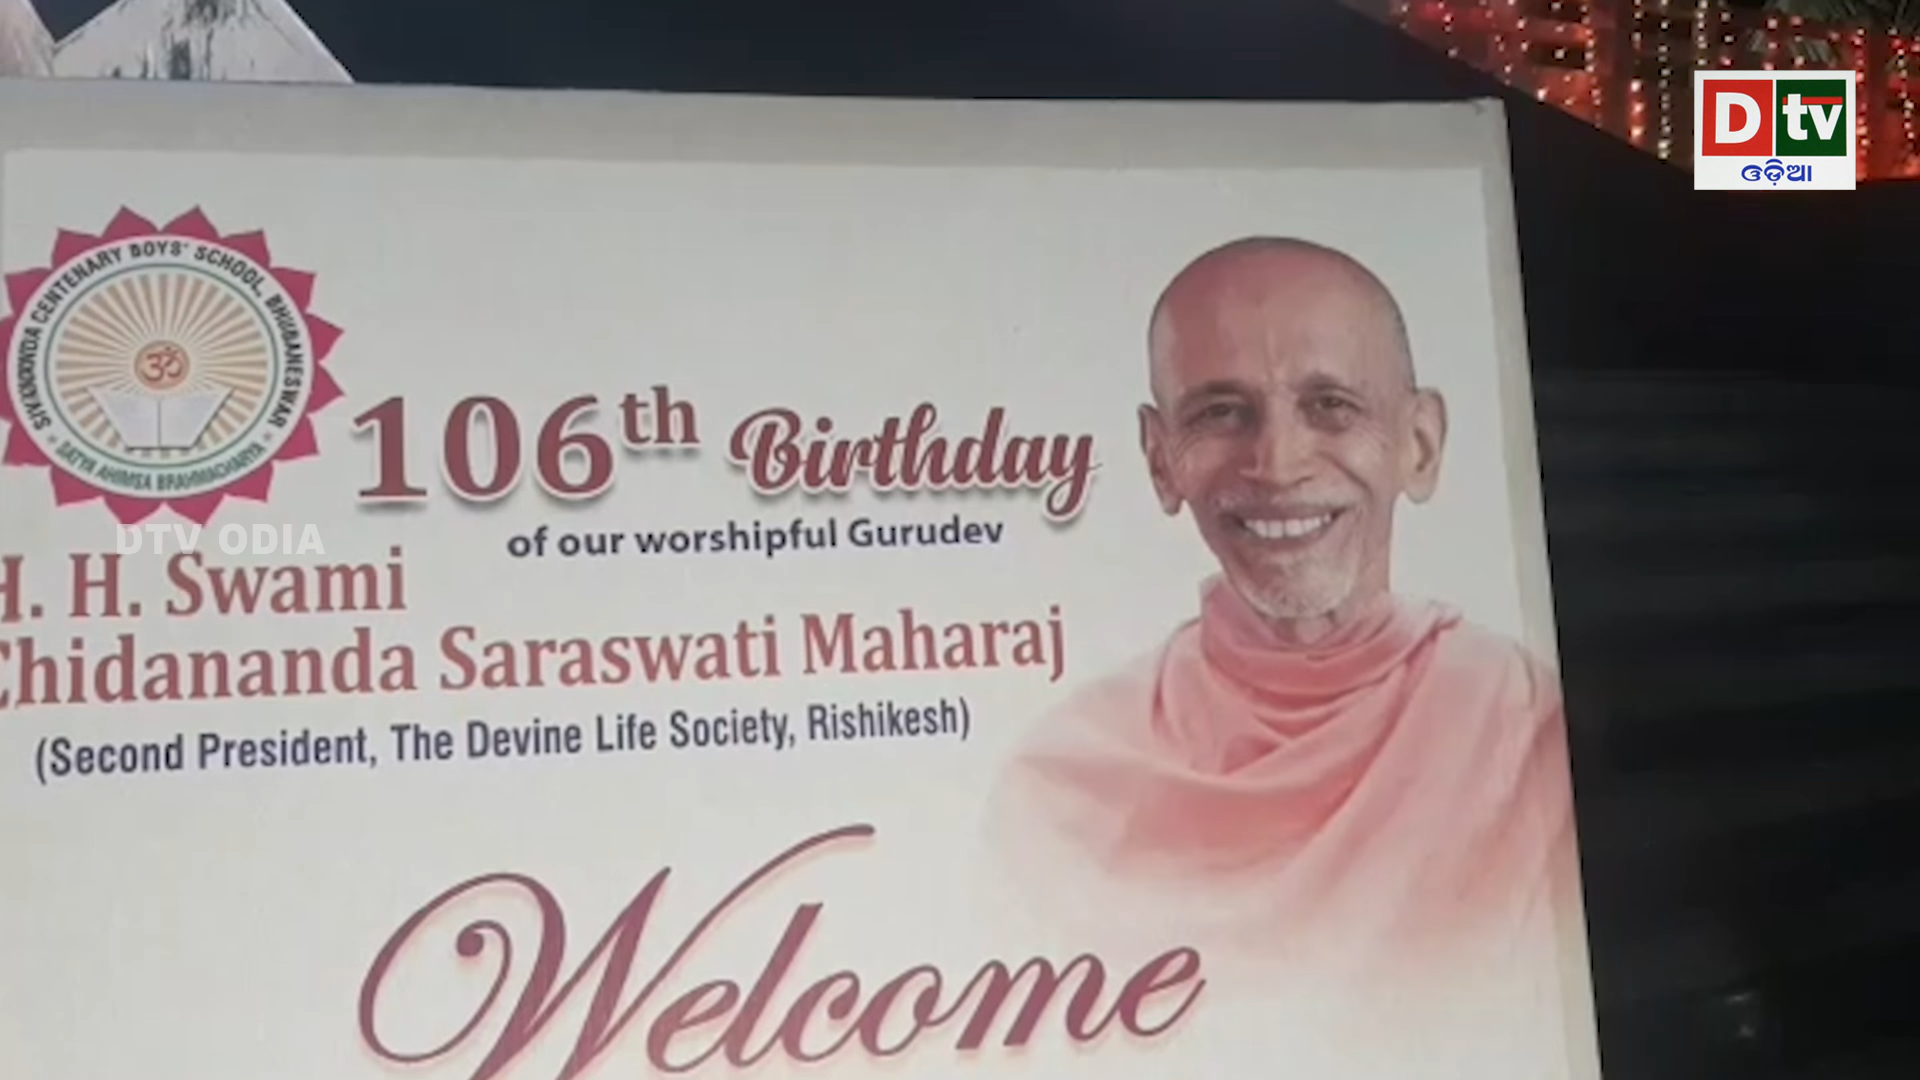 D tv
ଓଡ଼ିଆ
SIVANANDA CENTENARY BOYS' SCHOOL, BHUBANESWAR
ॐ
SATYA AHIMSA BRAHMACHARYA
106th Birthday
of our worshipful Gurudev
DTV ODIA
H. H. Swami
Chidananda Saraswati Maharaj
(Second President, The Devine Life Society, Rishikesh)
Welcome